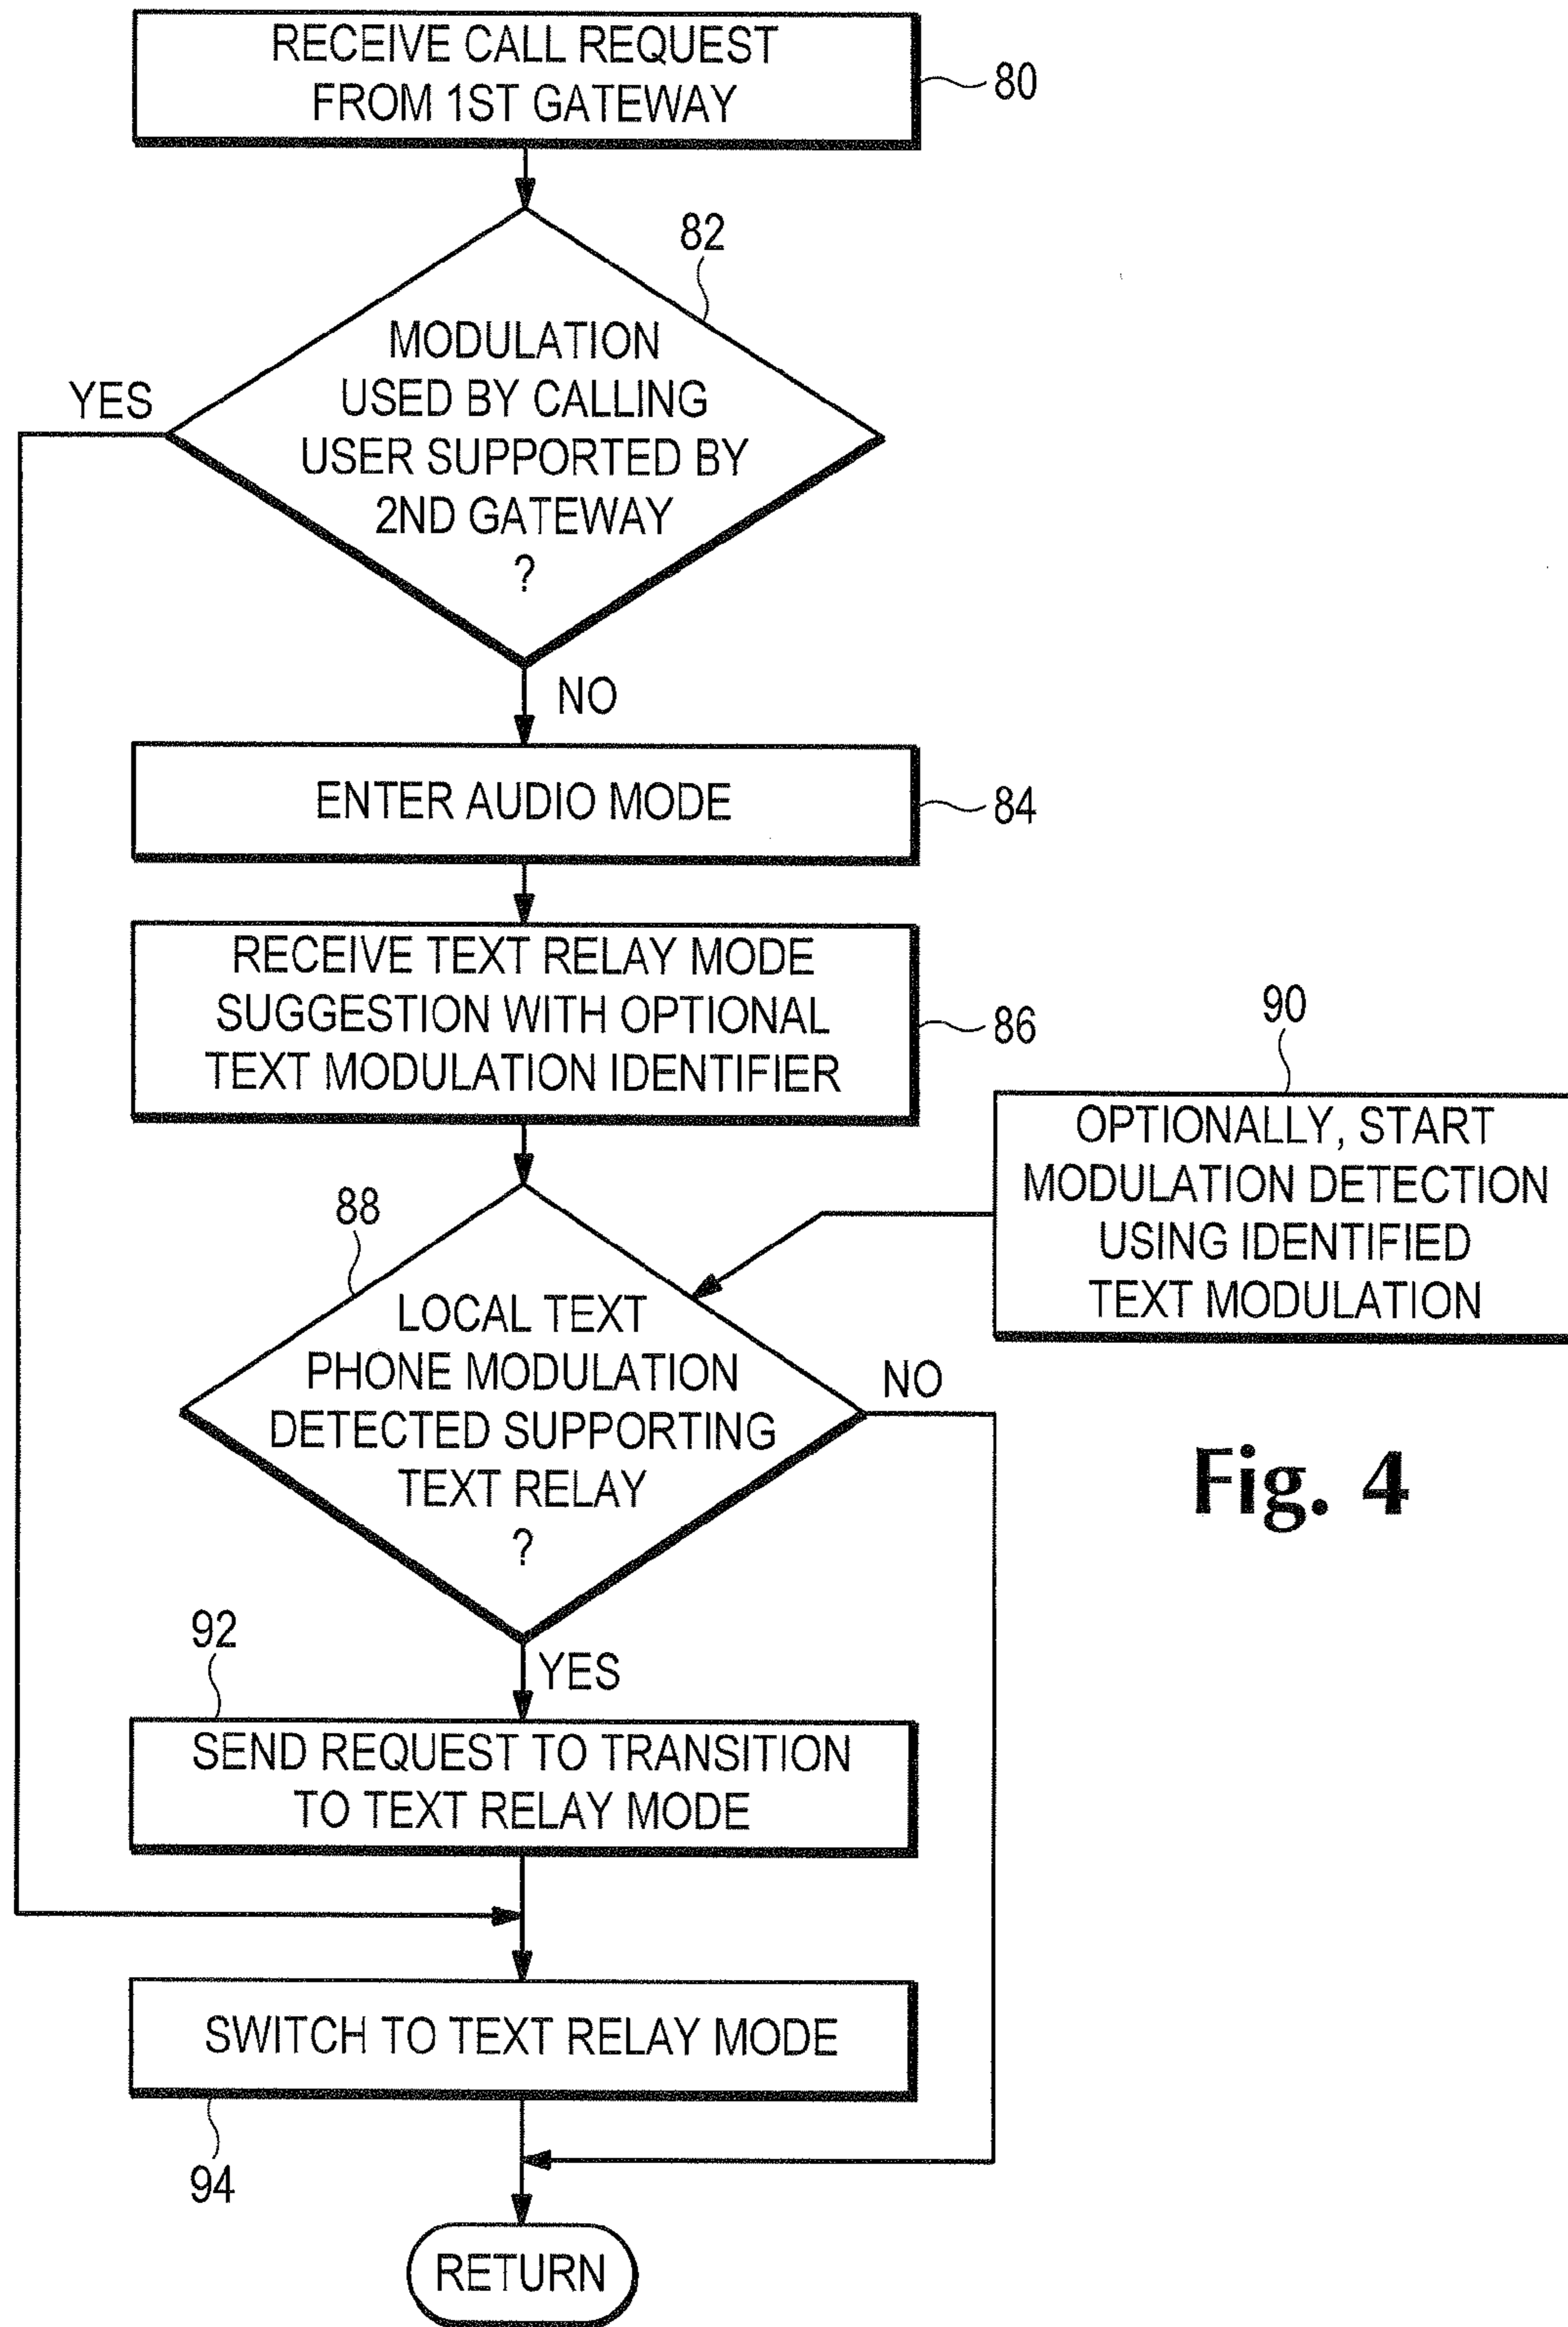 RECEIVE CALL REQUEST
FROM 1ST GATEWAY
80
82
MODULATION
USED BY CALLING
USER SUPPORTED BY
2ND GATEWAY
?
YES
NO
ENTER AUDIO MODE
84
RECEIVE TEXT RELAY MODE
SUGGESTION WITH OPTIONAL
TEXT MODULATION IDENTIFIER
86
90
OPTIONALLY, START
MODULATION DETECTION
USING IDENTIFIED
TEXT MODULATION
88
LOCAL TEXT
PHONE MODULATION
DETECTED SUPPORTING
TEXT RELAY
?
NO
Fig. 4
YES
92
SEND REQUEST TO TRANSITION
TO TEXT RELAY MODE
SWITCH TO TEXT RELAY MODE
94
RETURN